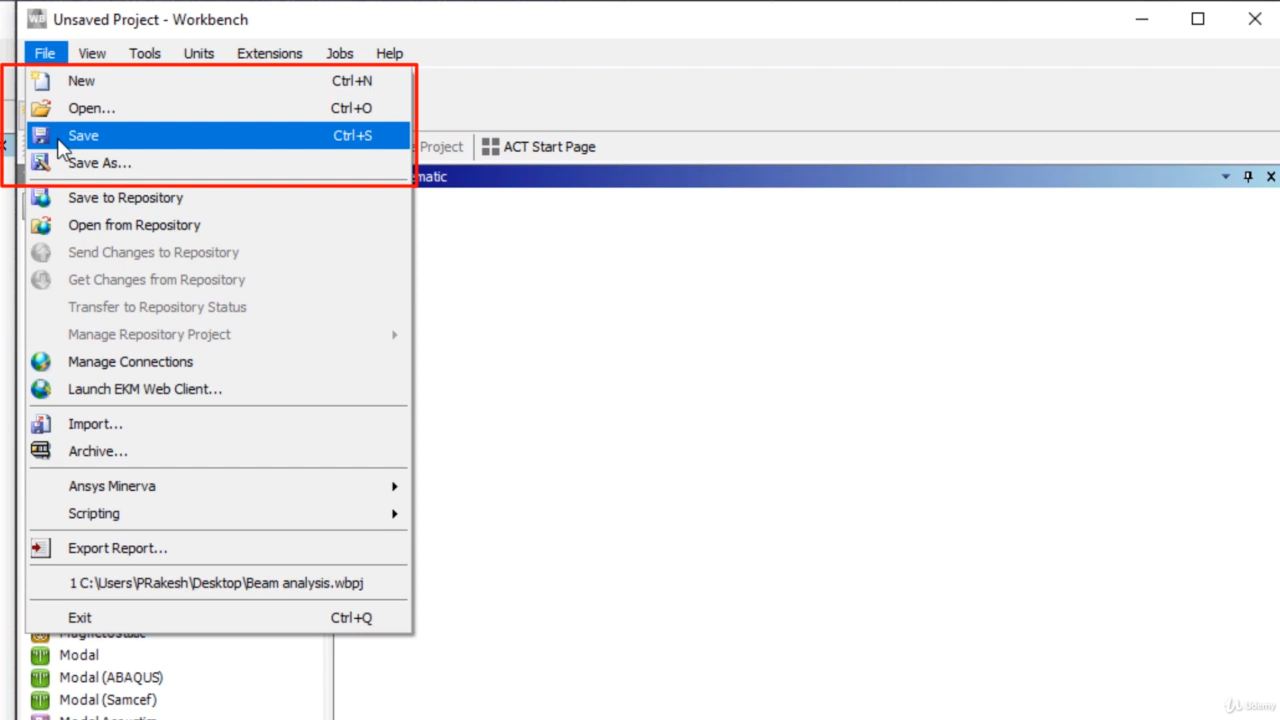 WB Unsaved Project - Workbench
File View Tools Units Extensions Jobs Help
New Ctrl+N
Open... Ctrl+O
Project ACT Start Page
Save Ctrl+S
Save As...
matic
Save to Repository
Open from Repository
Send Changes to Repository
Get Changes from Repository
Transfer to Repository Status
Manage Repository Project
Manage Connections
Launch EKM Web Client...
Import...
Archive...
Ansys Minerva
Scripting
Export Report...
1 C:\Users\PRakesh\Desktop\Beam analysis.wbpj
Exit Ctrl+Q
Modal
Modal (ABAQUS)
Modal (Samcef)
Udemy